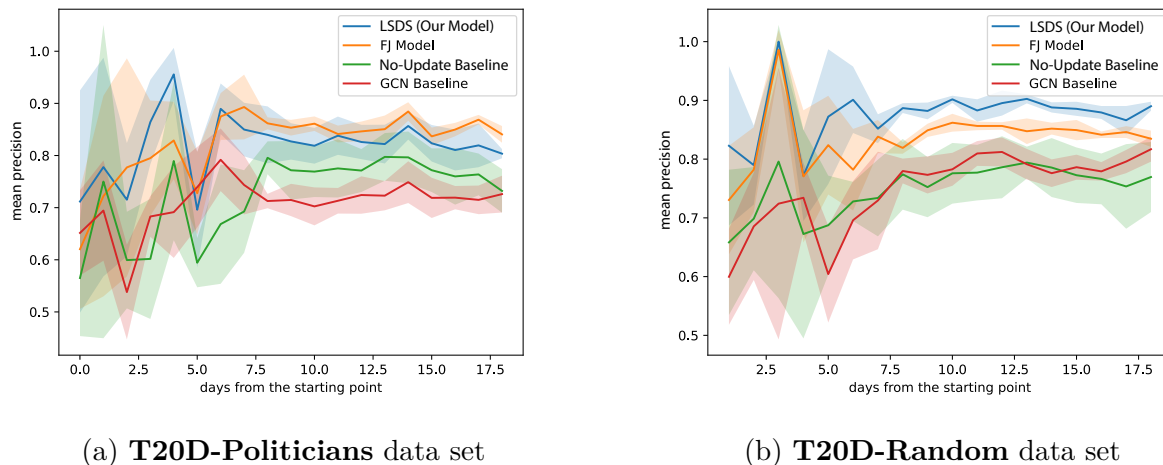 LSDS (Our Model)
FJ Model
No-Update Baseline
GCN Baseline
1.0
0.9
0.8
0.7
0.6
0.5
mean precision
0.0 2.5 5.0 7.5 10.0 12.5 15.0 17.5
days from the starting point
(a) T20D-Politicians data set
LSDS (Our Model)
FJ Model
No-Update Baseline
GCN Baseline
1.0
0.9
0.8
0.7
0.6
0.5
mean precision
2.5 5.0 7.5 10.0 12.5 15.0 17.5
days from the starting point
(b) T20D-Random data set